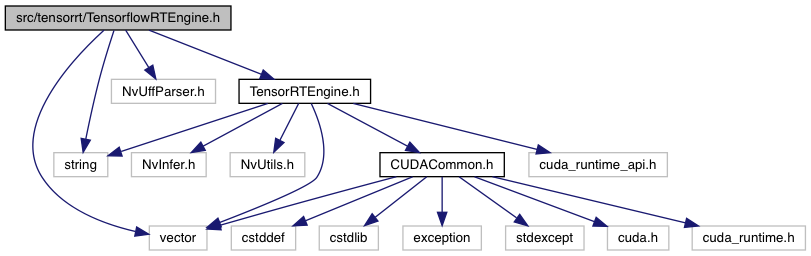 src/tensorrt/TensorflowRTEngine.h
NvUffParser.h
TensorRTEngine.h
string
NvInfer.h
NvUtils.h
CUDACommon.h
cuda_runtime_api.h
vector
cstddef
cstdlib
exception
stdexcept
cuda.h
cuda_runtime.h